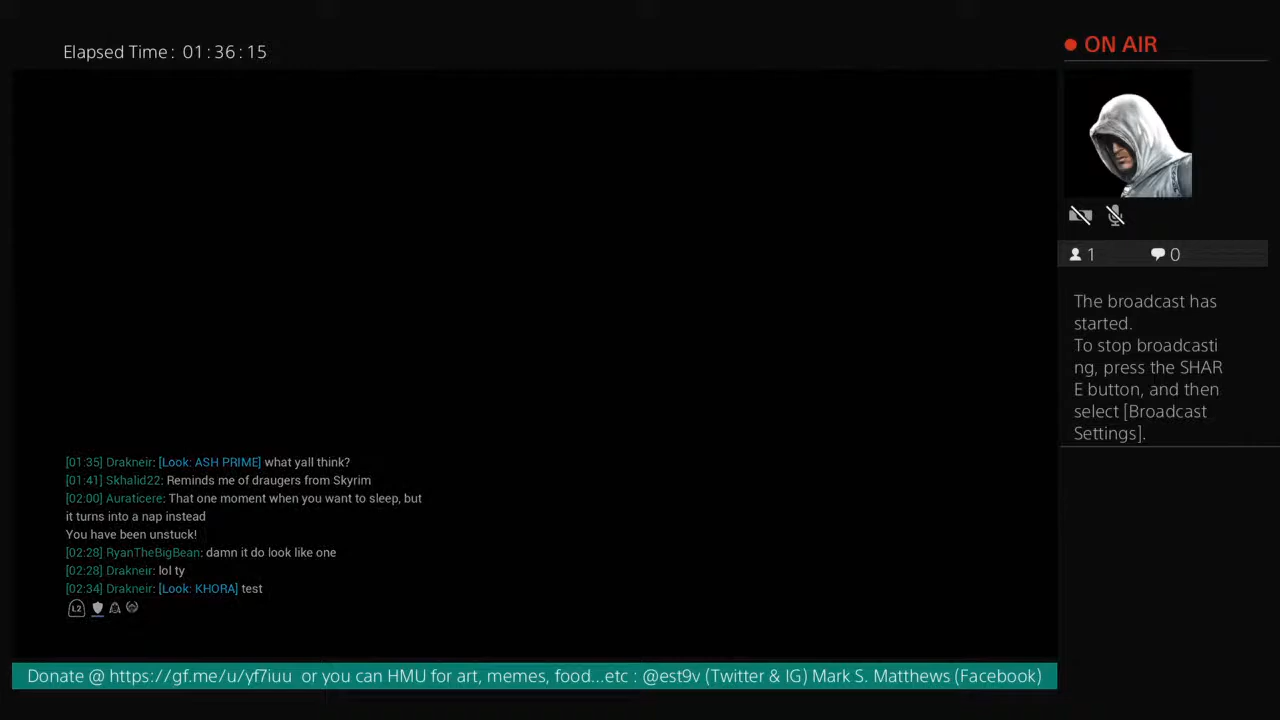 Elapsed Time: 01:36:15
ON AIR
1
0
The broadcast has
started.
To stop broadcasti
ng, press the SHAR
E button, and then
select [Broadcast
Settings].
[01:35] Drakneir: [Look: ASH PRIME] what yall think?
[01:41] Skhalid22: Reminds me of draugers from Skyrim
[02:00] Auraticere: That one moment when you want to sleep, but
it turns into a nap instead
You have been unstuck!
[02:28] RyanTheBigBean: damn it do look like one
[02:28] Drakneir: lol ty
[02:34] Drakneir: [Look: KHORA] test
L2
Donate @ https://gf.me/u/yf7iuu or you can HMU for art, memes, food...etc : @est9v (Twitter & IG) Mark S. Matthews (Facebook)